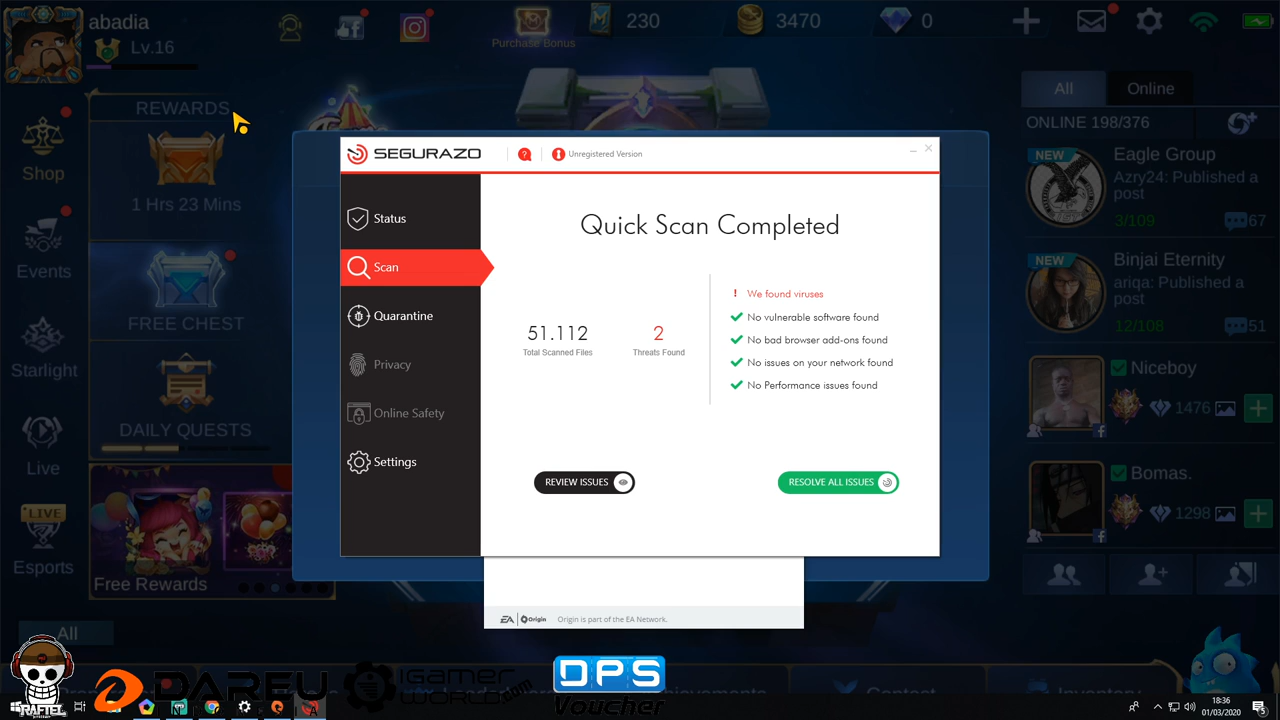 abadia
Lv.16
Purchase Bonus
230
3470
0
REWARDS
1 Hrs 23 Mins
FREE CHEST
DAILY QUESTS
Free Rewards
All
Shop
Events
Starlight
Live
LIVE
Esports
SEGURAZO
Unregistered Version
Status
Scan
Quarantine
Privacy
Online Safety
Settings
Quick Scan Completed
51.112
Total Scanned Files
2
Threats Found
! We found viruses
No vulnerable software found
No bad browser add-ons found
No issues on your network found
No Performance issues found
REVIEW ISSUES
RESOLVE ALL ISSUES
EA Origin
Origin is part of the EA Network.
All
Online
ONLINE 198/376
NEW
Eagle Group
Azry24: Published a
post
3/109
67
NEW
Binjai Eternity
ariqa: Published a
post
12/108
51
Niceboy
1476
Bomas.
1298
RAFTEL
DAREU
iGAMER
WORLD.com
DPS
Voucher
Achievements
Contest
Inventory
18:36
01/03/2020